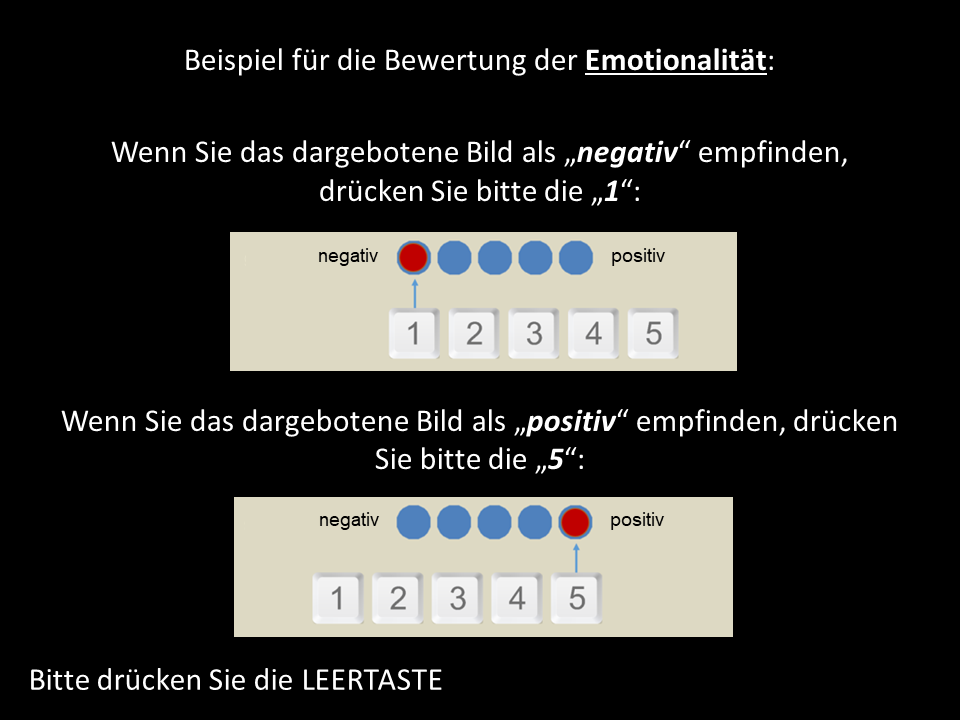 Beispiel für die Bewertung der Emotionalität:
Wenn Sie das dargebotene Bild als „negativ“ empfinden,
drücken Sie bitte die „1“:
negativ positiv
1 2 3 4 5
Wenn Sie das dargebotene Bild als „positiv“ empfinden, drücken
Sie bitte die „5“:
negativ positiv
1 2 3 4 5
Bitte drücken Sie die LEERTASTE